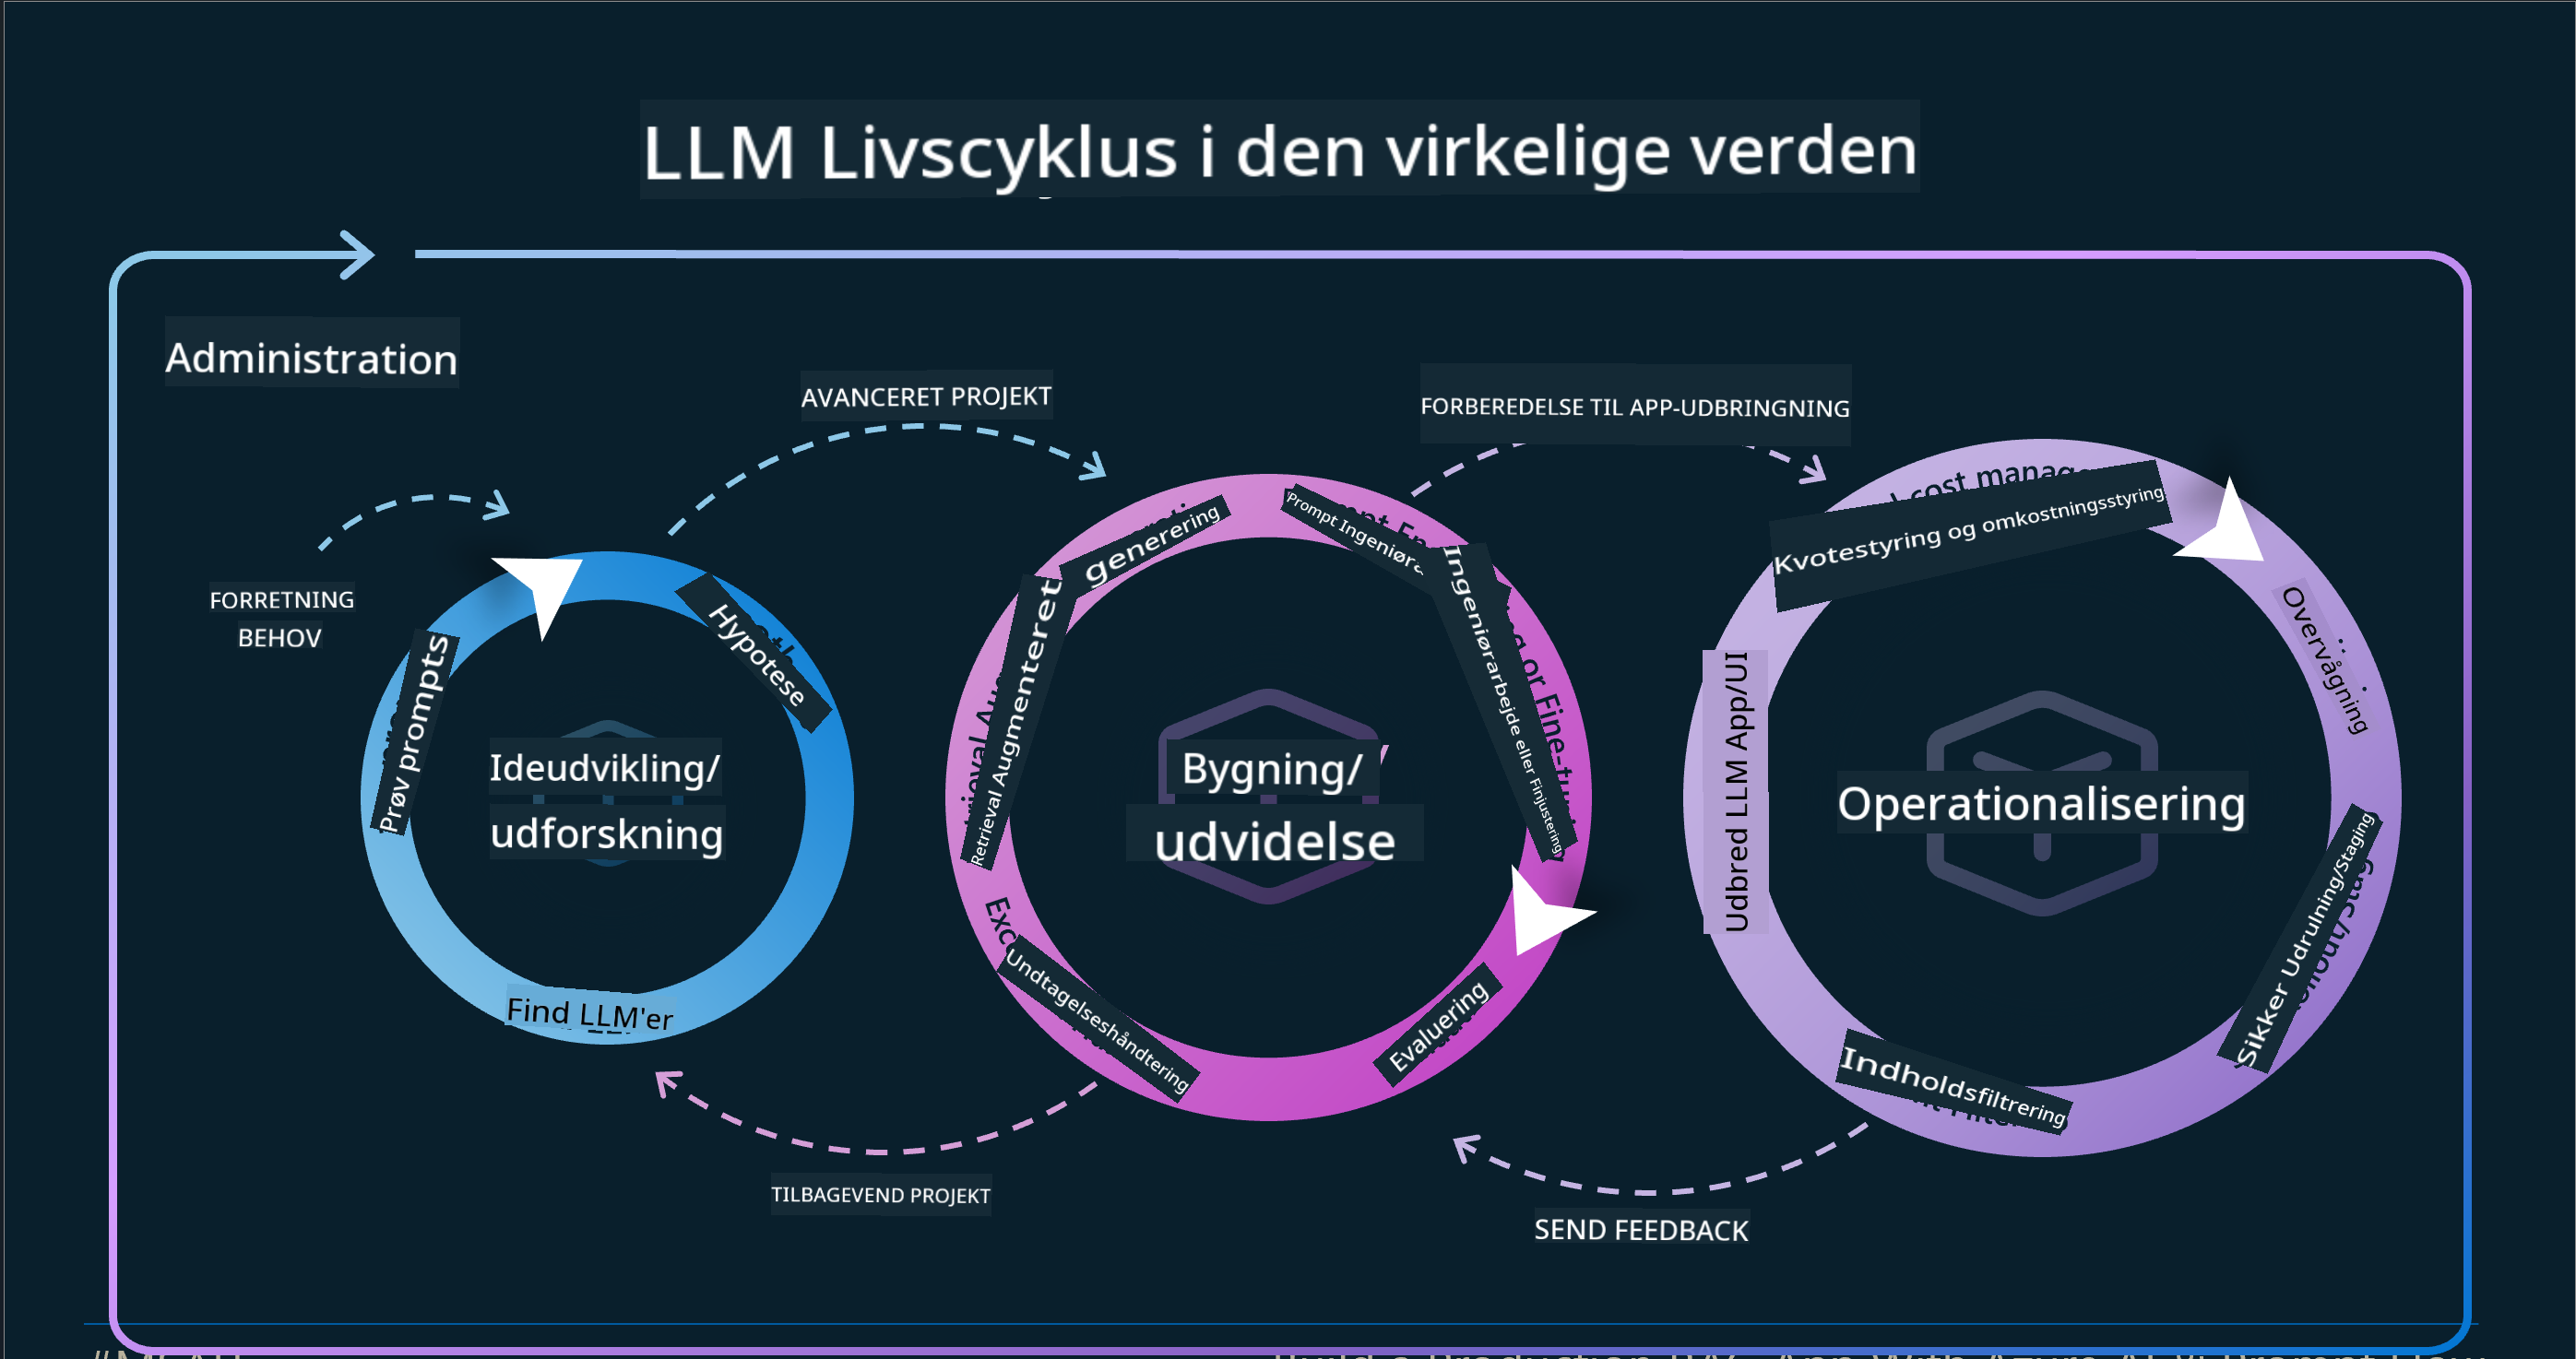 LLM Livscyklus i den virkelige verden
Administration
AVANCERET PROJEKT
FORBEREDELSE TIL APP-UDBRINGNING
FORRETNING
BEHOV
Prøv prompts
Hypotese
Ideudvikling/
udforskning
Find LLM'er
TILBAGEVEND PROJEKT
Retrieval Augmenteret
generering
Prompt
Ingeniørarbejde eller Finjustering
Bygning/
udvidelse
Undtagelseshåndtering
Evaluering
SEND FEEDBACK
cost
Kvotestyring og omkostningsstyring
Overvågning
Udbred LLM App/UI
Operationalisering
Sikker Udrulning/Staging
Indholdsfiltrering